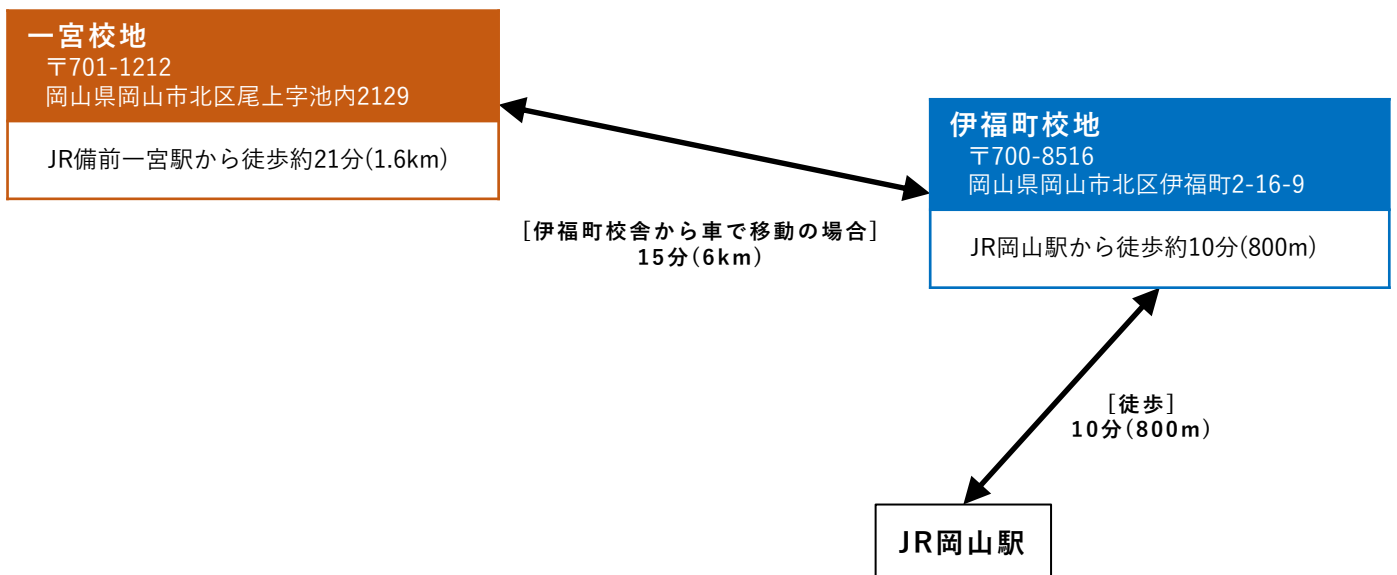 一宮校地
〒701-1212
岡山県岡山市北区尾上字池内2129
JR備前一宮駅から徒歩約21分(1.6km)
伊福町校地
〒700-8516
岡山県岡山市北区伊福町2-16-9
JR岡山駅から徒歩約10分(800m)
[伊福町校舎から車で移動の場合]
15分(6km)
[徒歩]
10分(800m)
JR岡山駅